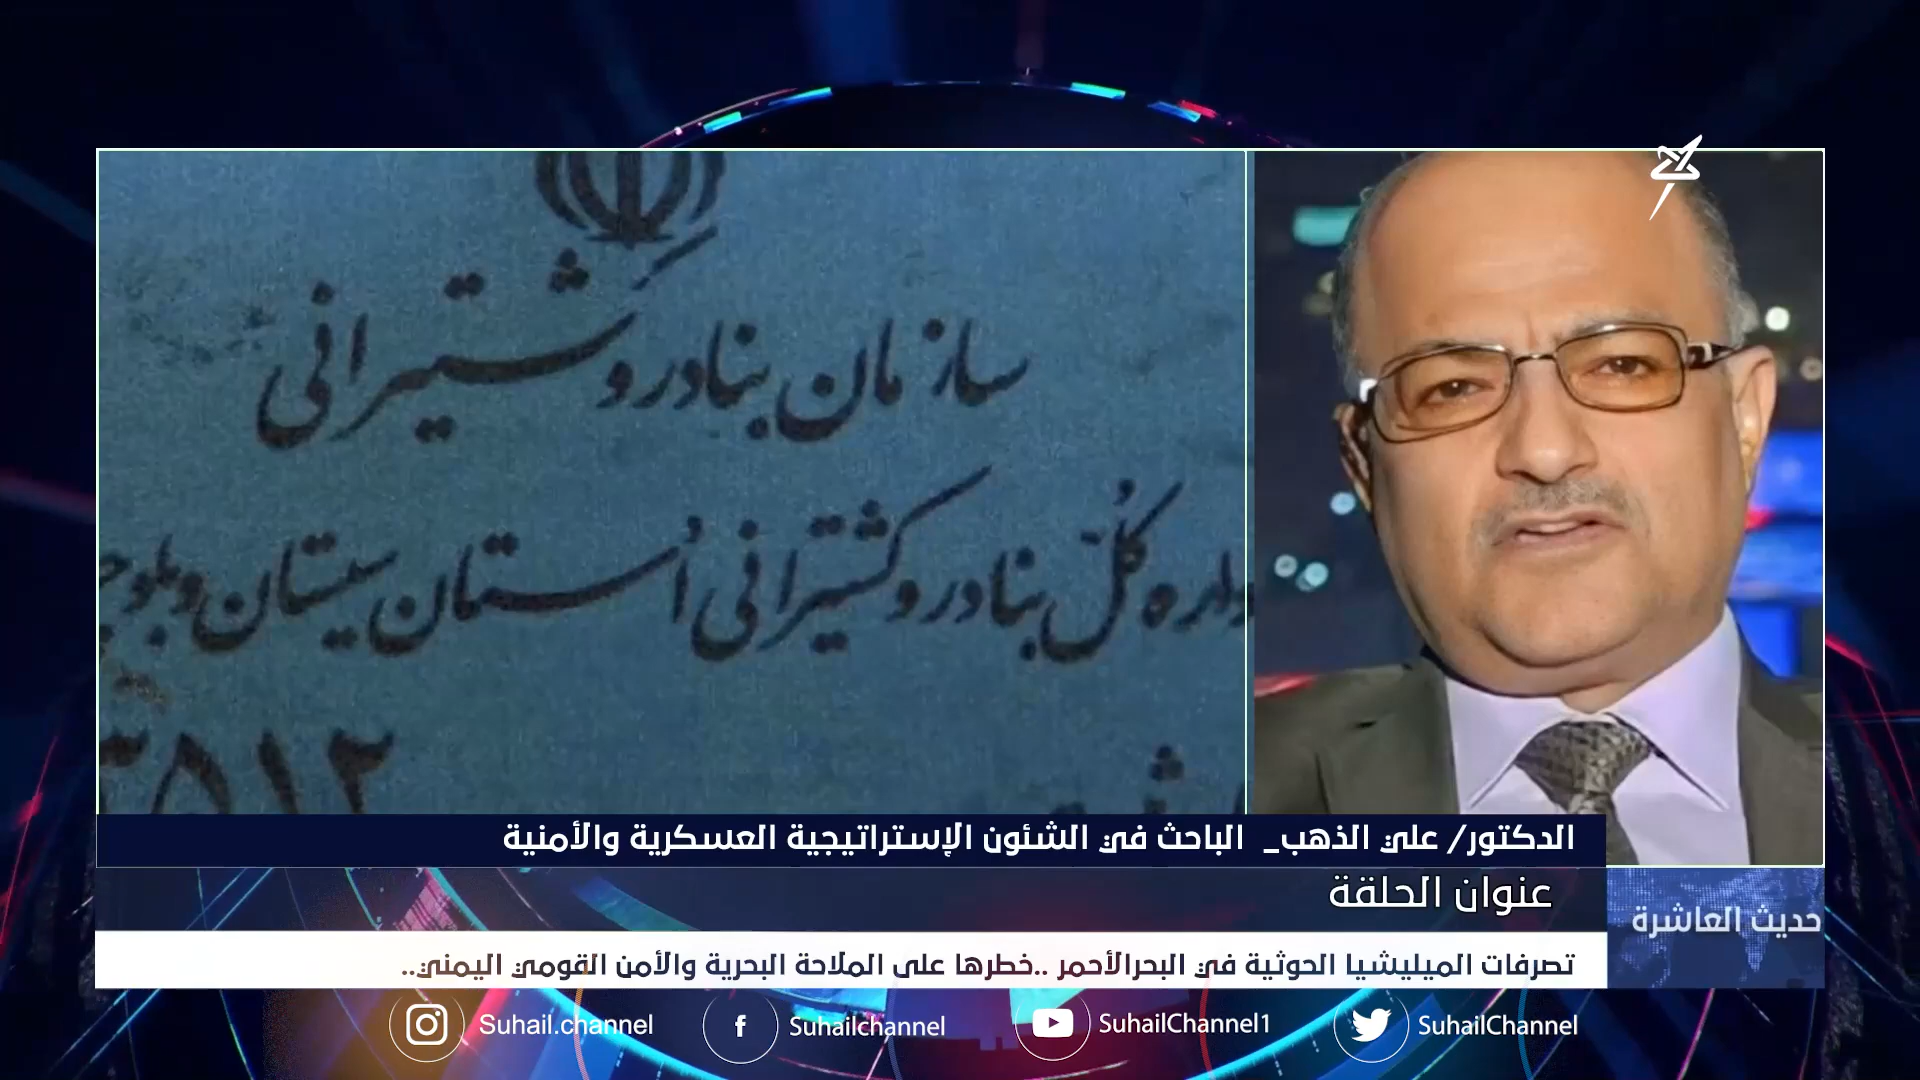 سازمان بنادر و کشتیرانی
اداره کُلّ بنادر و کشتیرانی اُستان سیستان و بلوچ
۳۵۱۲
الدكتور/ علي الذهب_ الباحث في الشئون الإستراتيجية العسكرية والأمنية
عنوان الحلقة
حديث العاشرة
تصرفات الميليشيا الحوثية في البحرالأحمر ..خطرها على الملاحة البحرية والأمن القومي اليمني..
Suhail.channel
Suhailchannel
SuhailChannel1
SuhailChannel